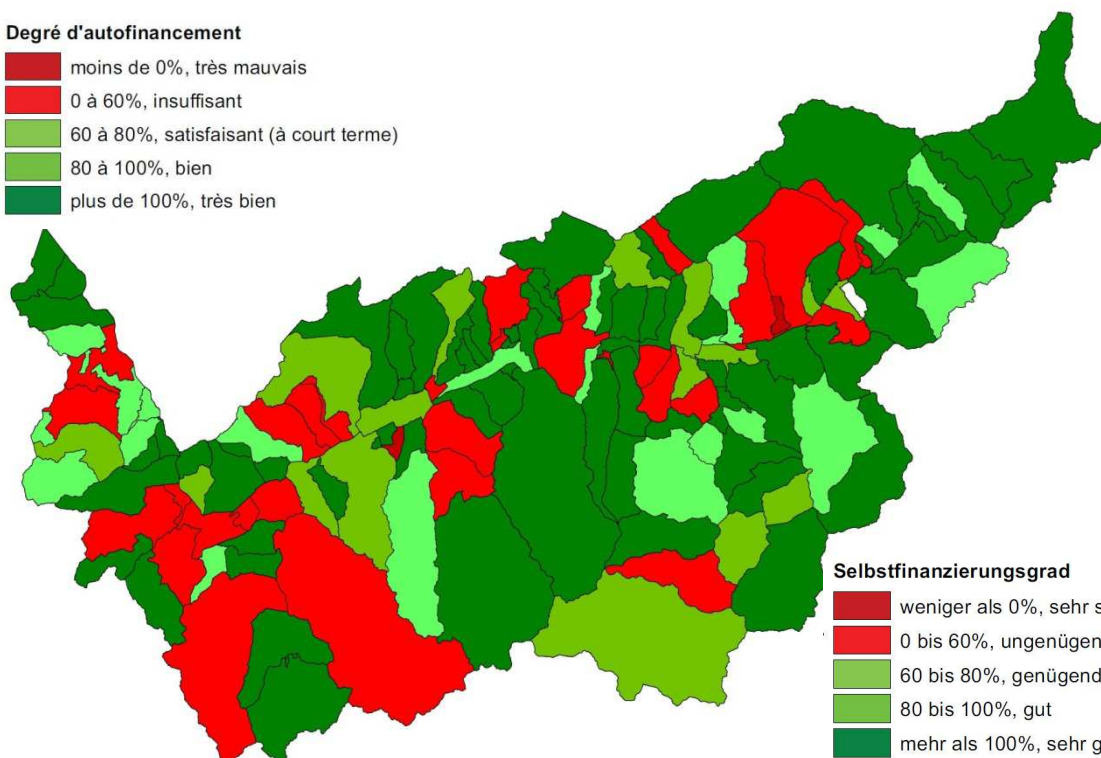 Degré d'autofinancement
moins de 0%, très mauvais
0 à 60%, insuffisant
60 à 80%, satisfaisant (à court terme)
80 à 100%, bien
plus de 100%, très bien
Selbstfinanzierungsgrad
weniger als 0%, sehr s
0 bis 60%, ungenügen
60 bis 80%, genügend
80 bis 100%, gut
mehr als 100%, sehr g